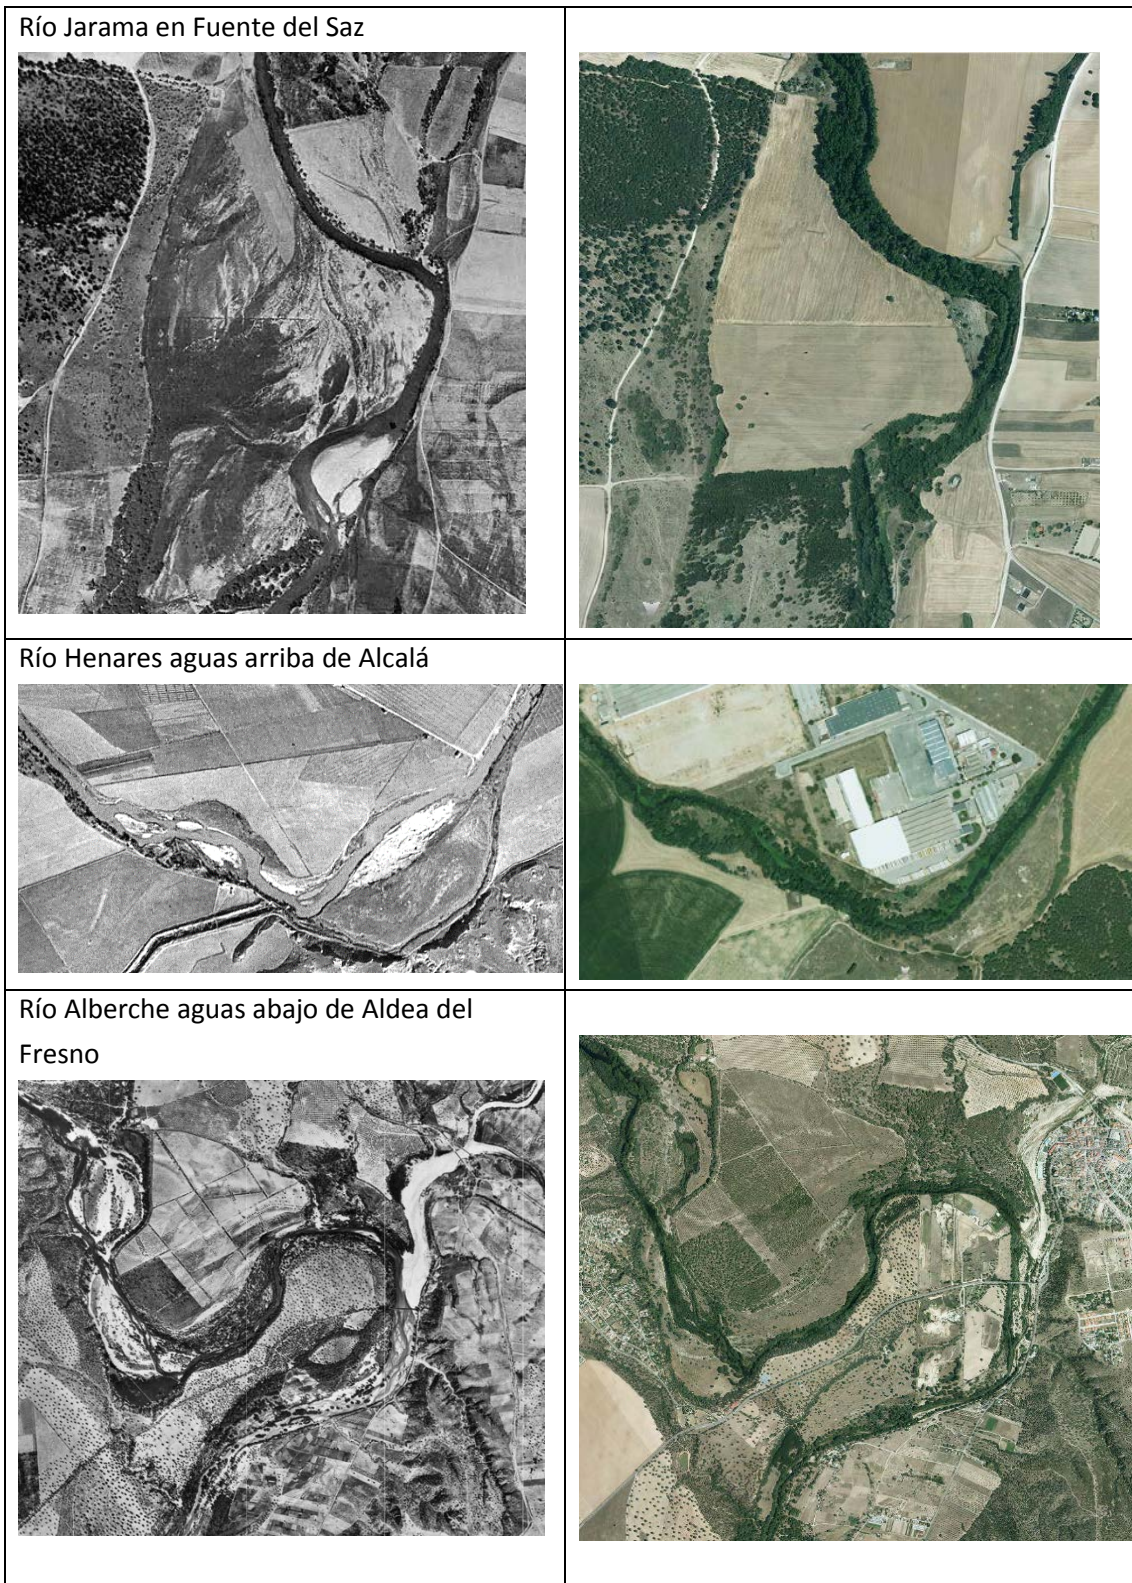 Río Jarama en Fuente del Saz
Río Henares aguas arriba de Alcalá
Río Alberche aguas abajo de Aldea del
Fresno